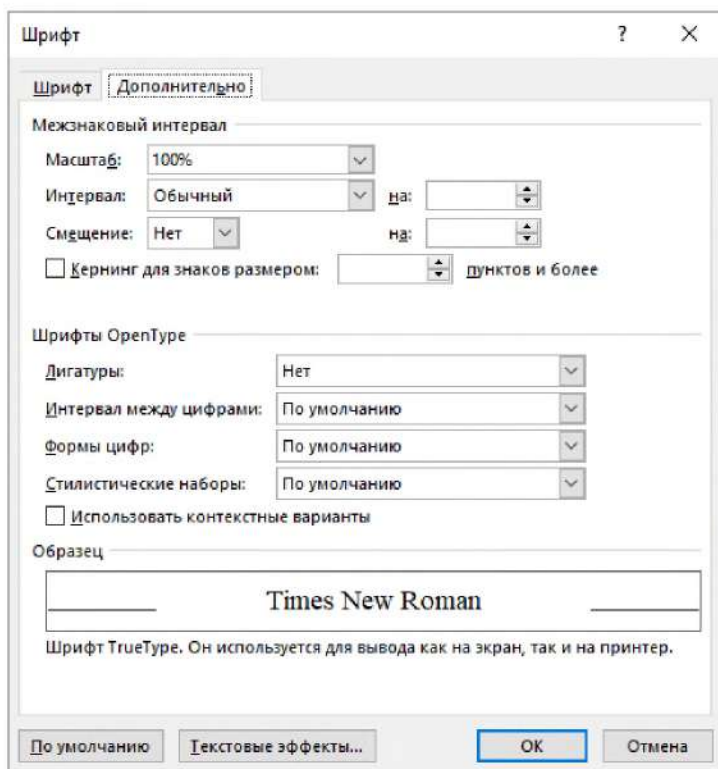 Шрифт ? ×
Шрифт Дополнительно
Межзнаковый интервал
Масштаб: 100%
Интервал: Обычный на:
Смещение: Нет на:
Кернинг для знаков размером: пунктов и более
Шрифты OpenType
Лигатуры: Нет
Интервал между цифрами: По умолчанию
Формы цифр: По умолчанию
Стилистические наборы: По умолчанию
Использовать контекстные варианты
Образец
Times New Roman
Шрифт TrueType. Он используется для вывода как на экран, так и на принтер.
По умолчанию Текстовые эффекты... ОК Отмена